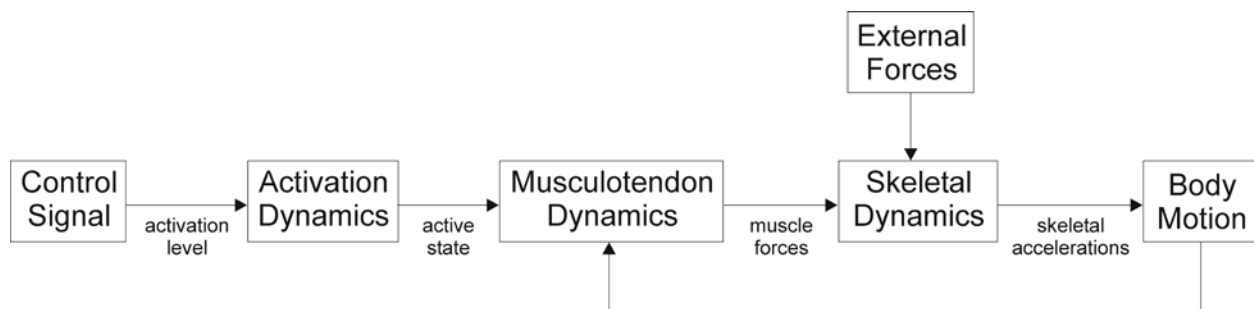 External
Forces
Control
Signal
activation
level
Activation
Dynamics
active
state
Musculotendon
Dynamics
muscle
forces
Skeletal
Dynamics
skeletal
accelerations
Body
Motion